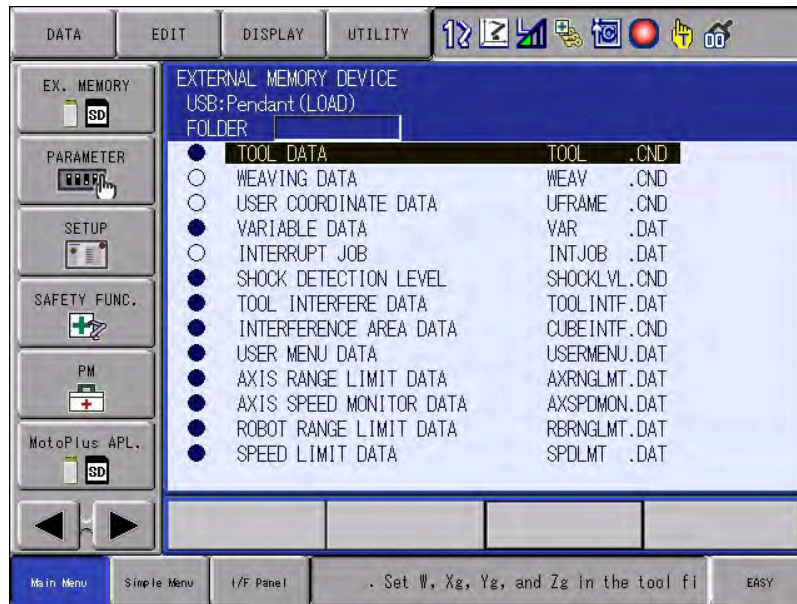 DATA EDIT DISPLAY UTILITY
EX. MEMORY
SD
PARAMETER
SETUP
SAFETY FUNC.
PM
MotoPlus APL.
SD
EXTERNAL MEMORY DEVICE
USB:Pendant(LOAD)
FOLDER
TOOL DATA TOOL .CND
WEAVING DATA WEAV .CND
USER COORDINATE DATA UFRAME .CND
VARIABLE DATA VAR .DAT
INTERRUPT JOB INTJOB .DAT
SHOCK DETECTION LEVEL SHOCKLVL.CND
TOOL INTERFERE DATA TOOLINTF.DAT
INTERFERENCE AREA DATA CUBEINTF.CND
USER MENU DATA USERMENU.DAT
AXIS RANGE LIMIT DATA AXRNGLMT.DAT
AXIS SPEED MONITOR DATA AXSPDMON.DAT
ROBOT RANGE LIMIT DATA RBRNGLMT.DAT
SPEED LIMIT DATA SPDLMT .DAT
Main Menu Simple Menu I/F Panel . Set W, Xg, Yg, and Zg in the tool fi EASY